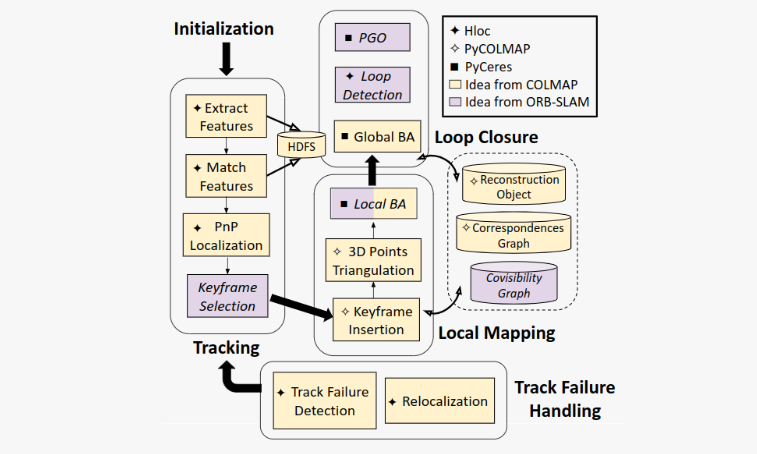 Initialization
✦ Extract
Features
✦ Match
Features
✦ PnP
Localization
Keyframe
Selection
Tracking
HDFS
■ PGO
✦ Loop
Detection
■ Global BA
Loop Closure
■ Local BA
✧ 3D Points
Triangulation
✧ Keyframe
Insertion
Local Mapping
✧ Reconstruction
Object
✧ Correspondences
Graph
Covisibility
Graph
✦ Hloc
✧ PyCOLMAP
■ PyCeres
Idea from COLMAP
Idea from ORB-SLAM
✦ Track Failure
Detection
✦ Relocalization
Track Failure
Handling